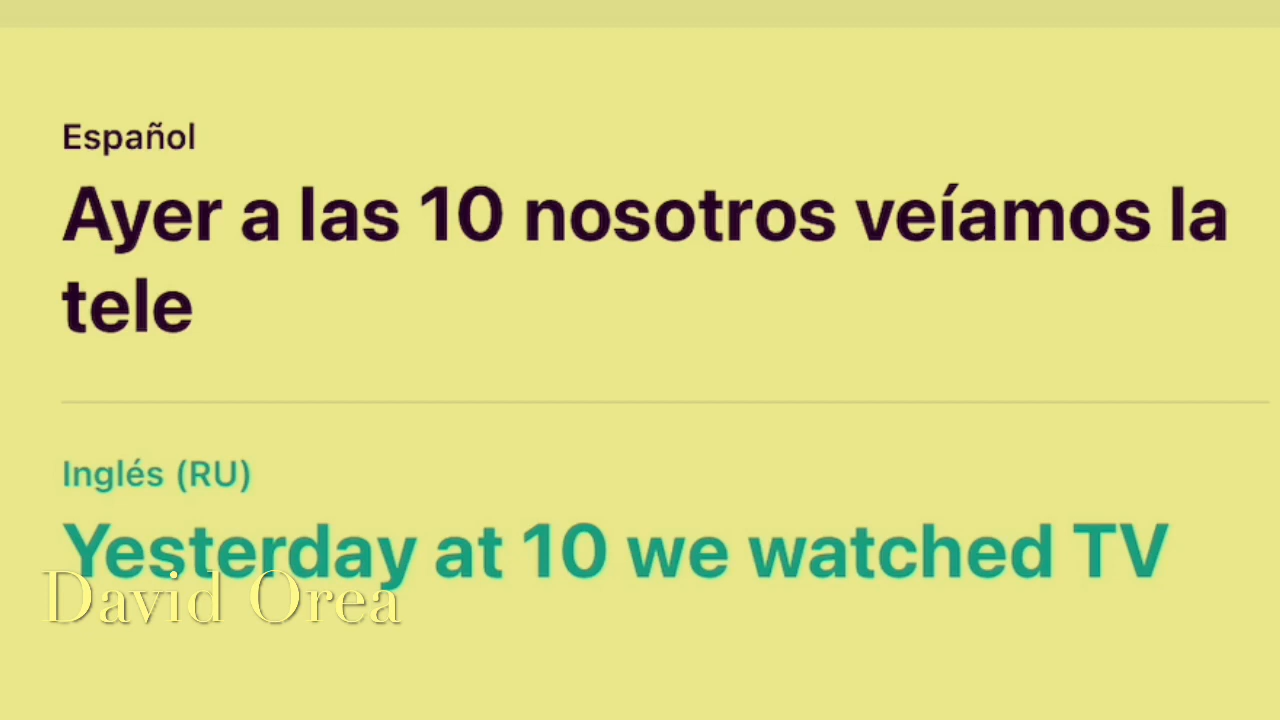 Español
Ayer a las 10 nosotros veíamos la
tele
Inglés (RU)
Yesterday at 10 we watched TV
David Orea